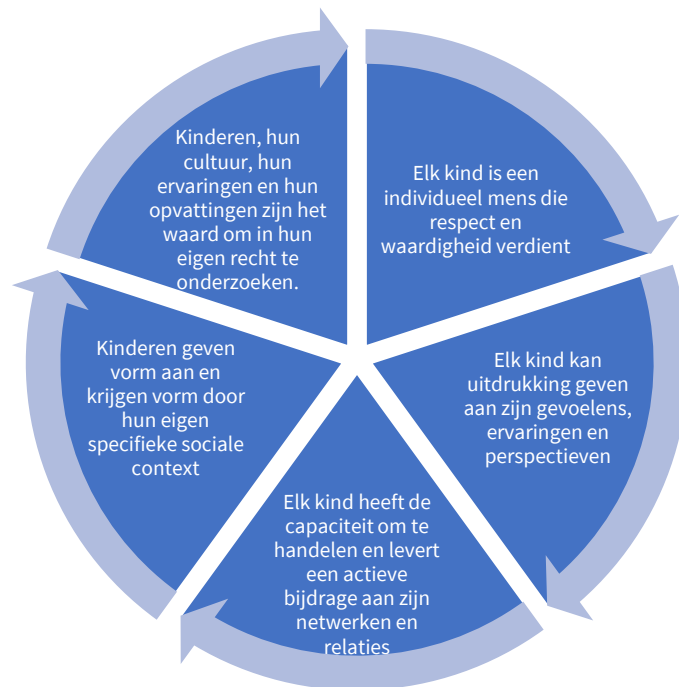 Kinderen, hun
cultuur, hun
ervaringen en hun
opvattingen zijn het
waard om in hun
eigen recht te
onderzoeken.
Elk kind is een
individueel mens die
respect en
waardigheid verdient
Elk kind kan
uitdrukking geven
aan zijn gevoelens,
ervaringen en
perspectieven
Elk kind heeft de
capaciteit om te
handelen en levert
een actieve
bijdrage aan zijn
netwerken en
relaties
Kinderen geven
vorm aan en
krijgen vorm door
hun eigen
specifieke sociale
context